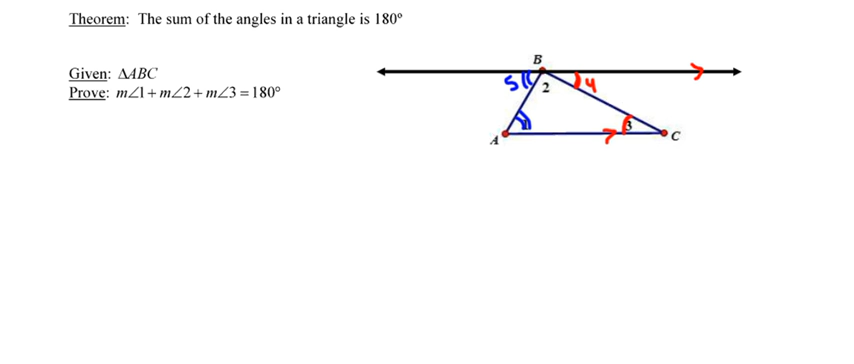 Theorem: The sum of the angles in a triangle is 180°
Given: ΔABC
Prove: m∠1 + m∠2 + m∠3 = 180°
B
5 2 4
1 3
A C